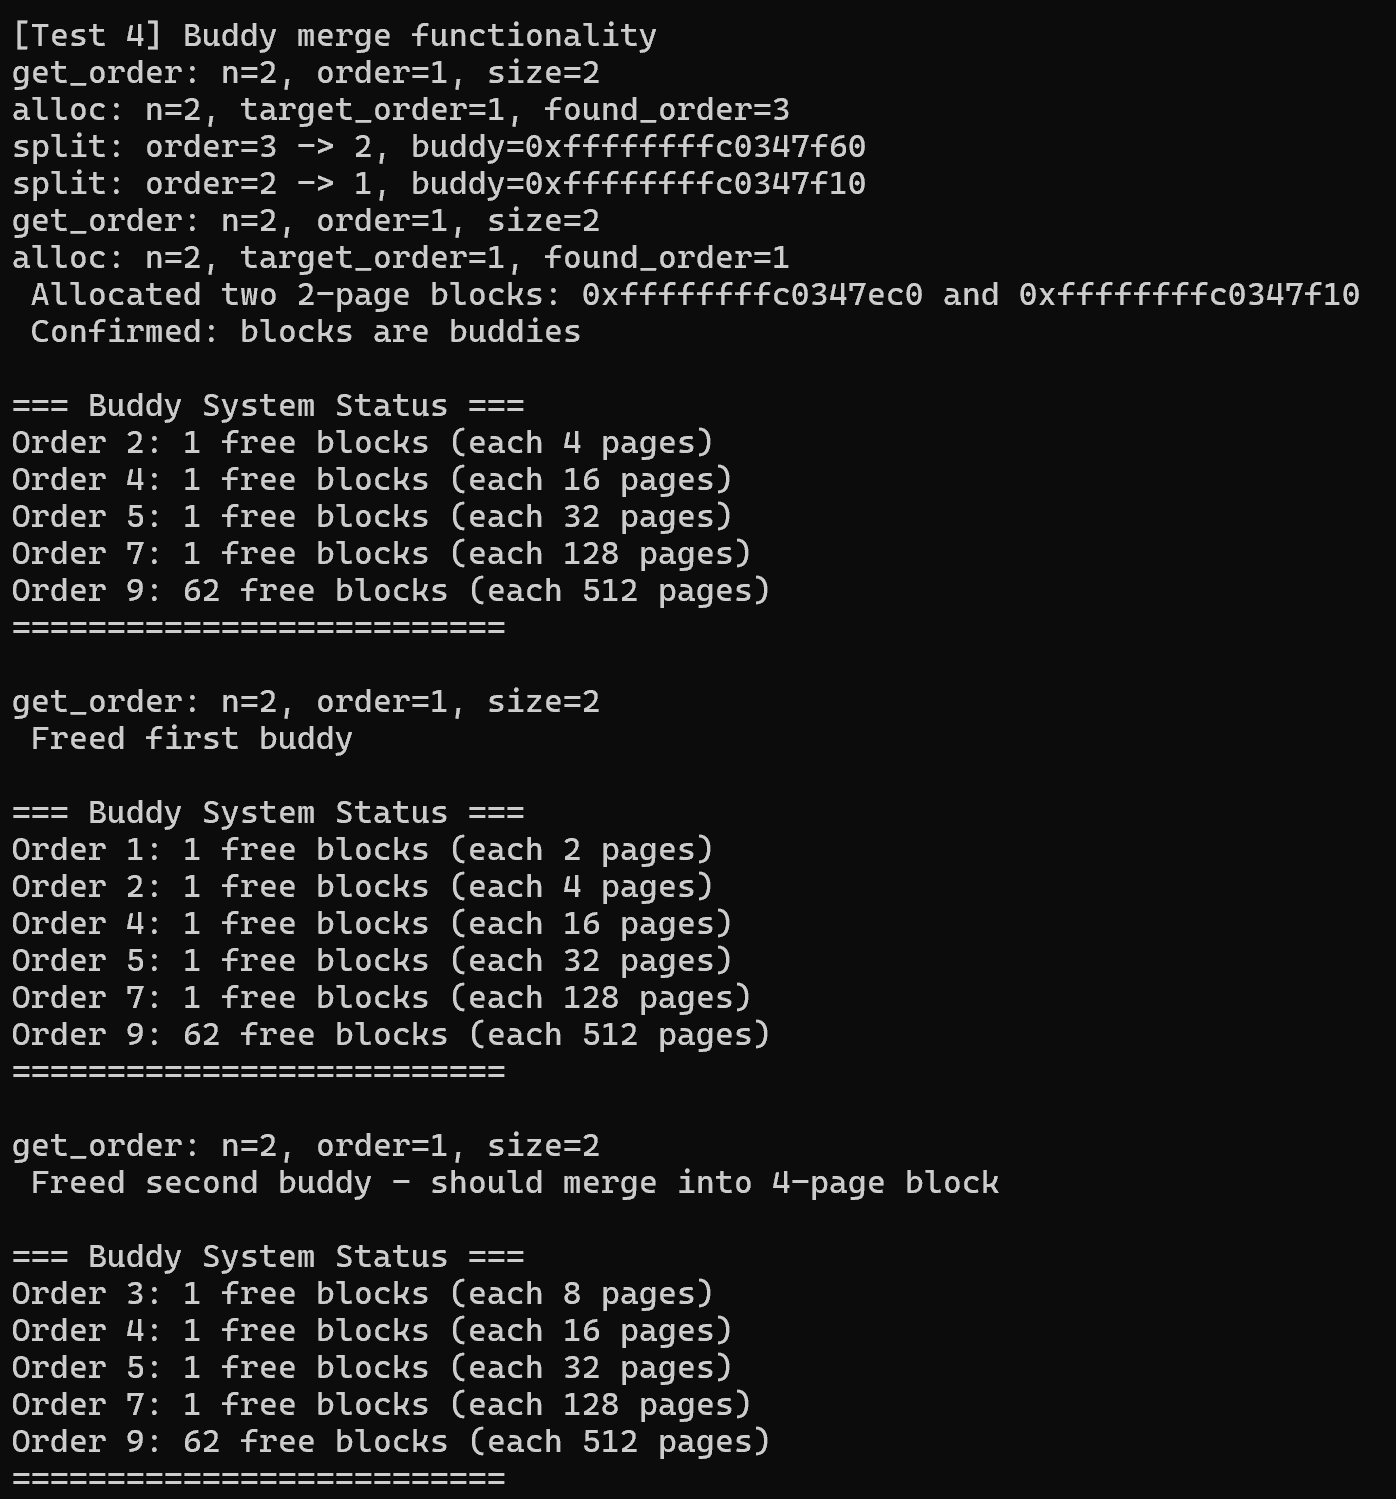 [Test 4] Buddy merge functionality
get_order: n=2, order=1, size=2
alloc: n=2, target_order=1, found_order=3
split: order=3 -> 2, buddy=0xffffffffc0347f60
split: order=2 -> 1, buddy=0xffffffffc0347f10
get_order: n=2, order=1, size=2
alloc: n=2, target_order=1, found_order=1
 Allocated two 2-page blocks: 0xffffffffc0347ec0 and 0xffffffffc0347f10
 Confirmed: blocks are buddies

=== Buddy System Status ===
Order 2: 1 free blocks (each 4 pages)
Order 4: 1 free blocks (each 16 pages)
Order 5: 1 free blocks (each 32 pages)
Order 7: 1 free blocks (each 128 pages)
Order 9: 62 free blocks (each 512 pages)
==========================

get_order: n=2, order=1, size=2
 Freed first buddy

=== Buddy System Status ===
Order 1: 1 free blocks (each 2 pages)
Order 2: 1 free blocks (each 4 pages)
Order 4: 1 free blocks (each 16 pages)
Order 5: 1 free blocks (each 32 pages)
Order 7: 1 free blocks (each 128 pages)
Order 9: 62 free blocks (each 512 pages)
==========================

get_order: n=2, order=1, size=2
 Freed second buddy - should merge into 4-page block

=== Buddy System Status ===
Order 3: 1 free blocks (each 8 pages)
Order 4: 1 free blocks (each 16 pages)
Order 5: 1 free blocks (each 32 pages)
Order 7: 1 free blocks (each 128 pages)
Order 9: 62 free blocks (each 512 pages)
==========================